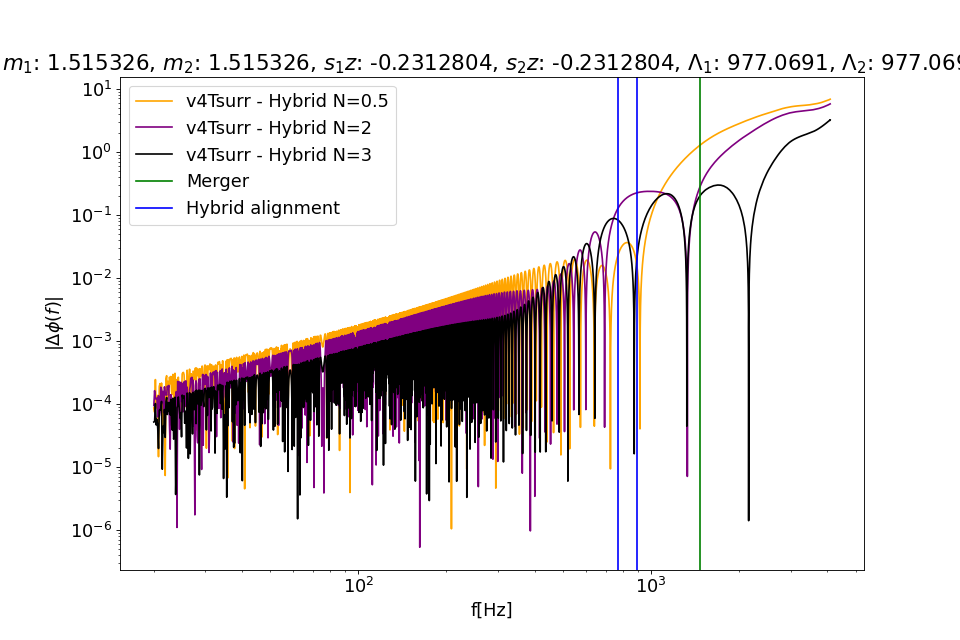 m₁: 1.515326, m₂: 1.515326, s₁z: -0.2312804, s₂z: -0.2312804, Λ₁: 977.0691, Λ₂: 977.069
10¹
10⁰
10⁻¹
10⁻²
10⁻³
10⁻⁴
10⁻⁵
10⁻⁶
|Δϕ(f)|
v4Tsurr - Hybrid N=0.5
v4Tsurr - Hybrid N=2
v4Tsurr - Hybrid N=3
Merger
Hybrid alignment
10² 10³
f[Hz]